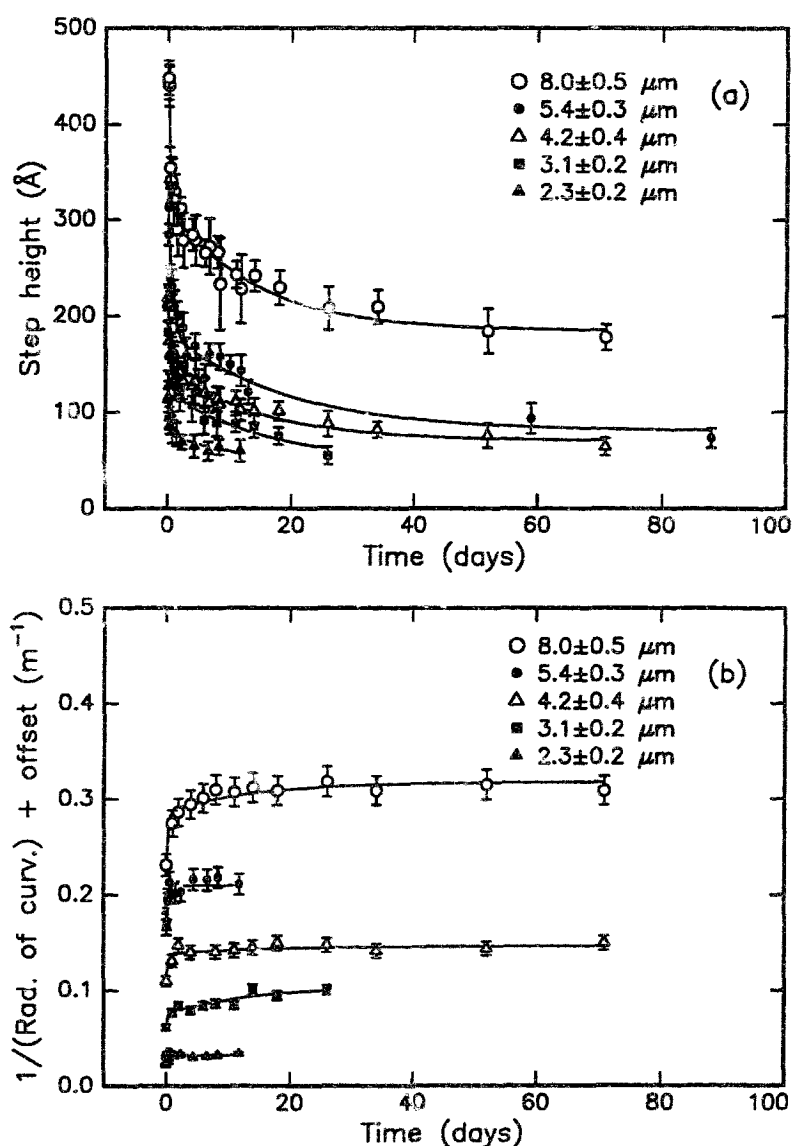 500
400
300
200
100
0
Step height (Å)
8.0±0.5 μm
5.4±0.3 μm
4.2±0.4 μm
3.1±0.2 μm
2.3±0.2 μm
(a)
0 20 40 60 80 100
Time (days)
0.5
0.4
0.3
0.2
0.1
0.0
1/(Rad. of curv.) + offset (m⁻¹)
8.0±0.5 μm
5.4±0.3 μm
4.2±0.4 μm
3.1±0.2 μm
2.3±0.2 μm
(b)
0 20 40 60 80 100
Time (days)